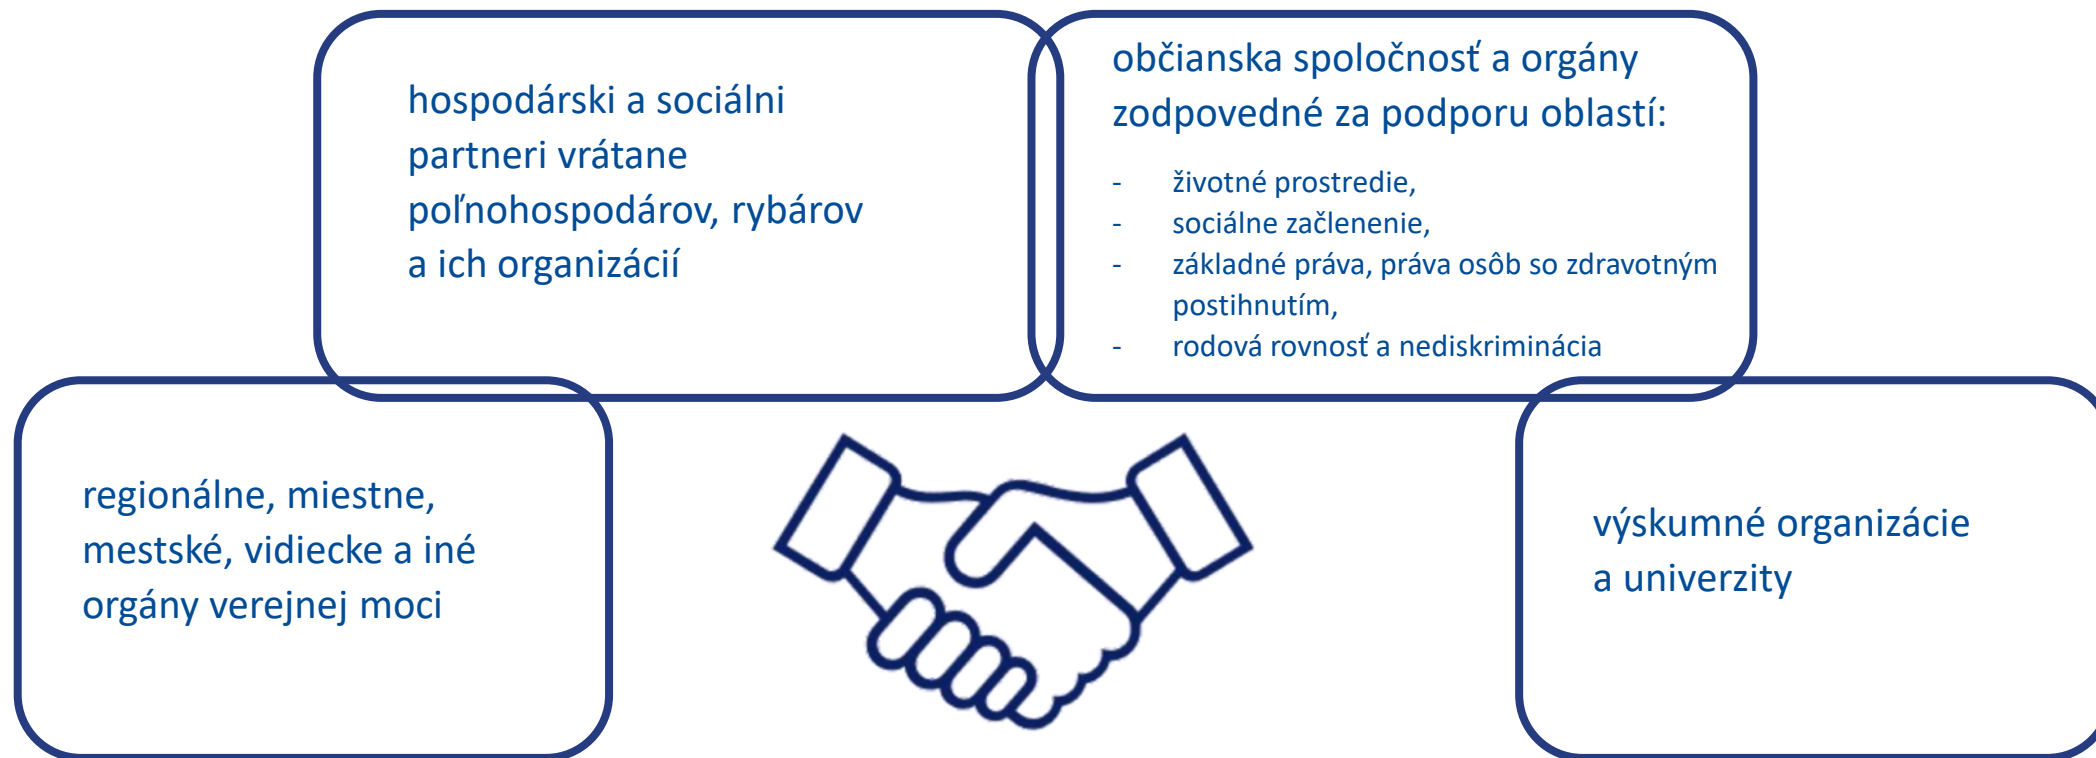 hospodárski a sociálni
partneri vrátane
poľnohospodárov, rybárov
a ich organizácií
občianska spoločnosť a orgány
zodpovedné za podporu oblastí:
- životné prostredie,
- sociálne začlenenie,
- základné práva, práva osôb so zdravotným
postihnutím,
- rodová rovnosť a nediskriminácia
regionálne, miestne,
mestské, vidiecke a iné
orgány verejnej moci
výskumné organizácie
a univerzity